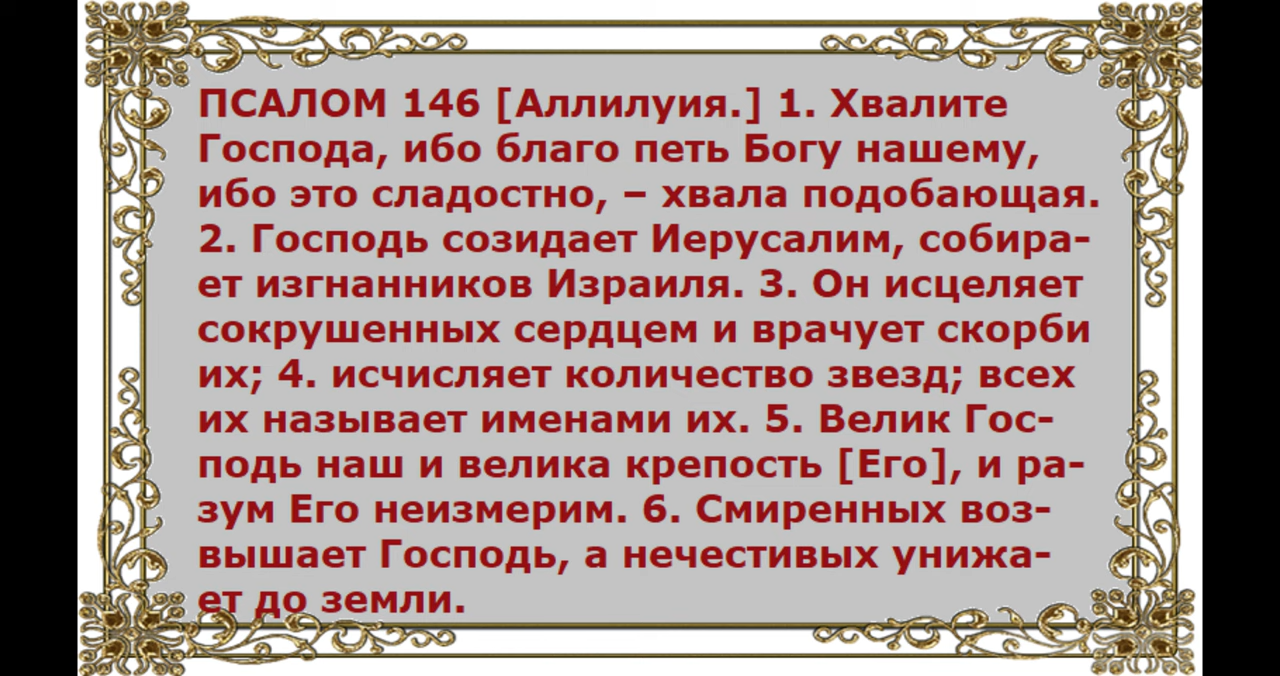 ПСАЛОМ 146 [Аллилуия.] 1. Хвалите
Господа, ибо благо петь Богу нашему,
ибо это сладостно, – хвала подобающая.
2. Господь созидает Иерусалим, собира-
ет изгнанников Израиля. 3. Он исцеляет
сокрушенных сердцем и врачует скорби
их; 4. исчисляет количество звезд; всех
их называет именами их. 5. Велик Гос-
подь наш и велика крепость [Его], и ра-
зум Его неизмерим. 6. Смиренных воз-
вышает Господь, а нечестивых унижа-
ет до земли.